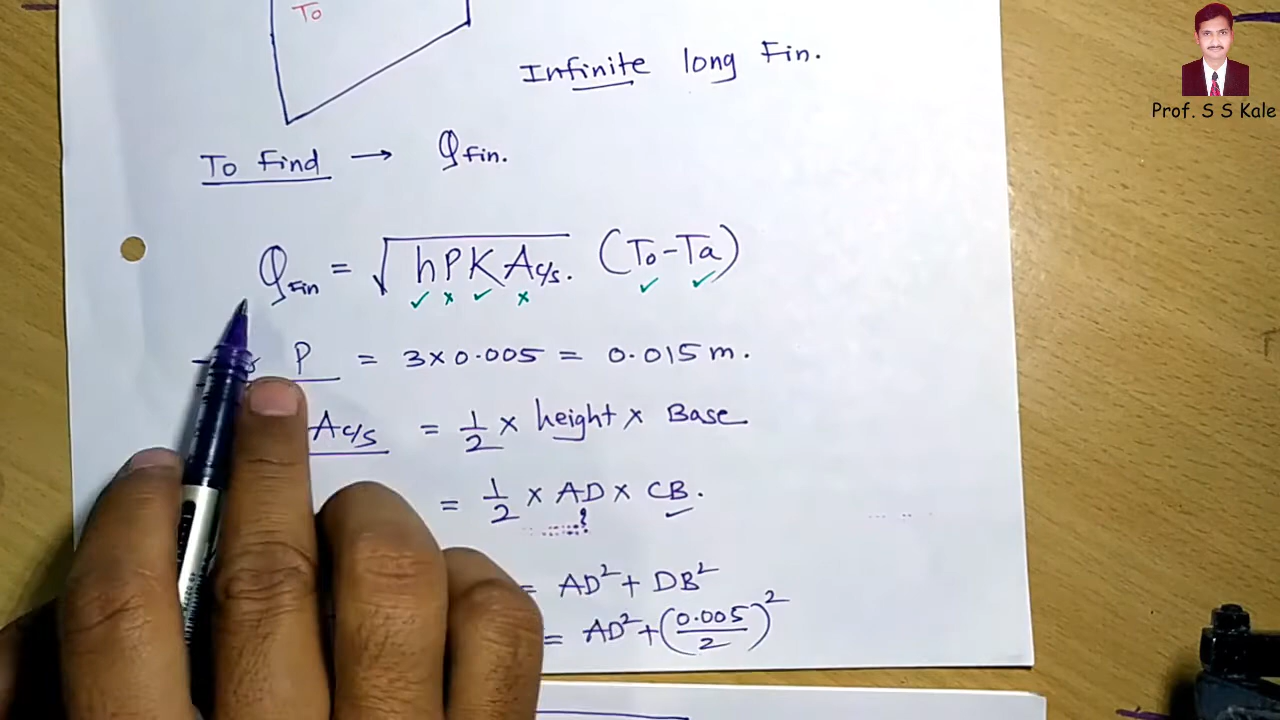 To
Infinite long Fin.
Prof. S S Kale
To Find → Qfin.
Qfin = √hPKAc/s. (To-Ta)
✓ × ✓ × ✓ ✓
P = 3×0.005 = 0.015m.
Ac/s = 1/2 × height × Base
= 1/2 × AD × CB.
?
= AD² + DB²
= AD² + (0.005/2)²